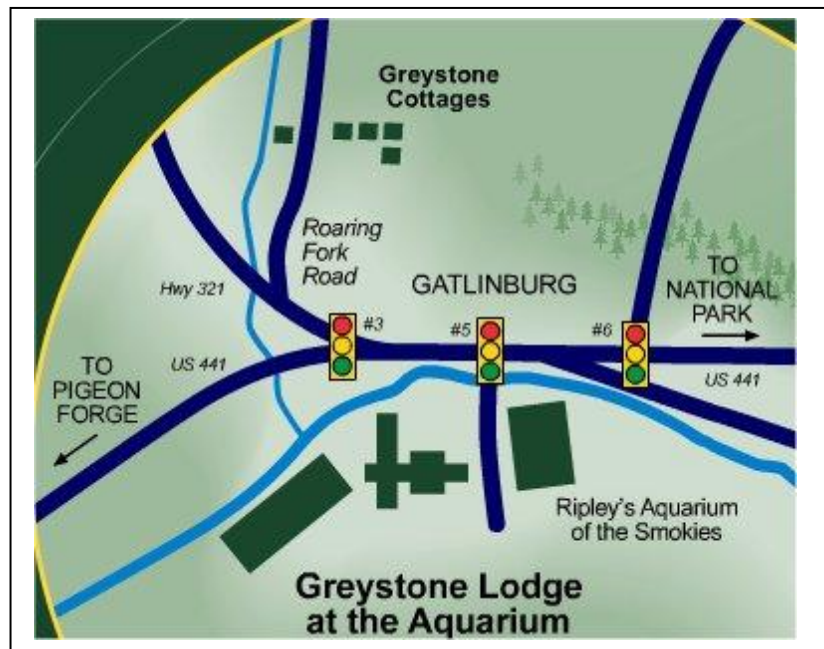 Greystone
Cottages
Roaring
Fork
Road
Hwy 321
GATLINBURG
TO
NATIONAL
PARK
#3
#5
#6
US 441
US 441
TO
PIGEON
FORGE
Ripley's Aquarium
of the Smokies
Greystone Lodge
at the Aquarium